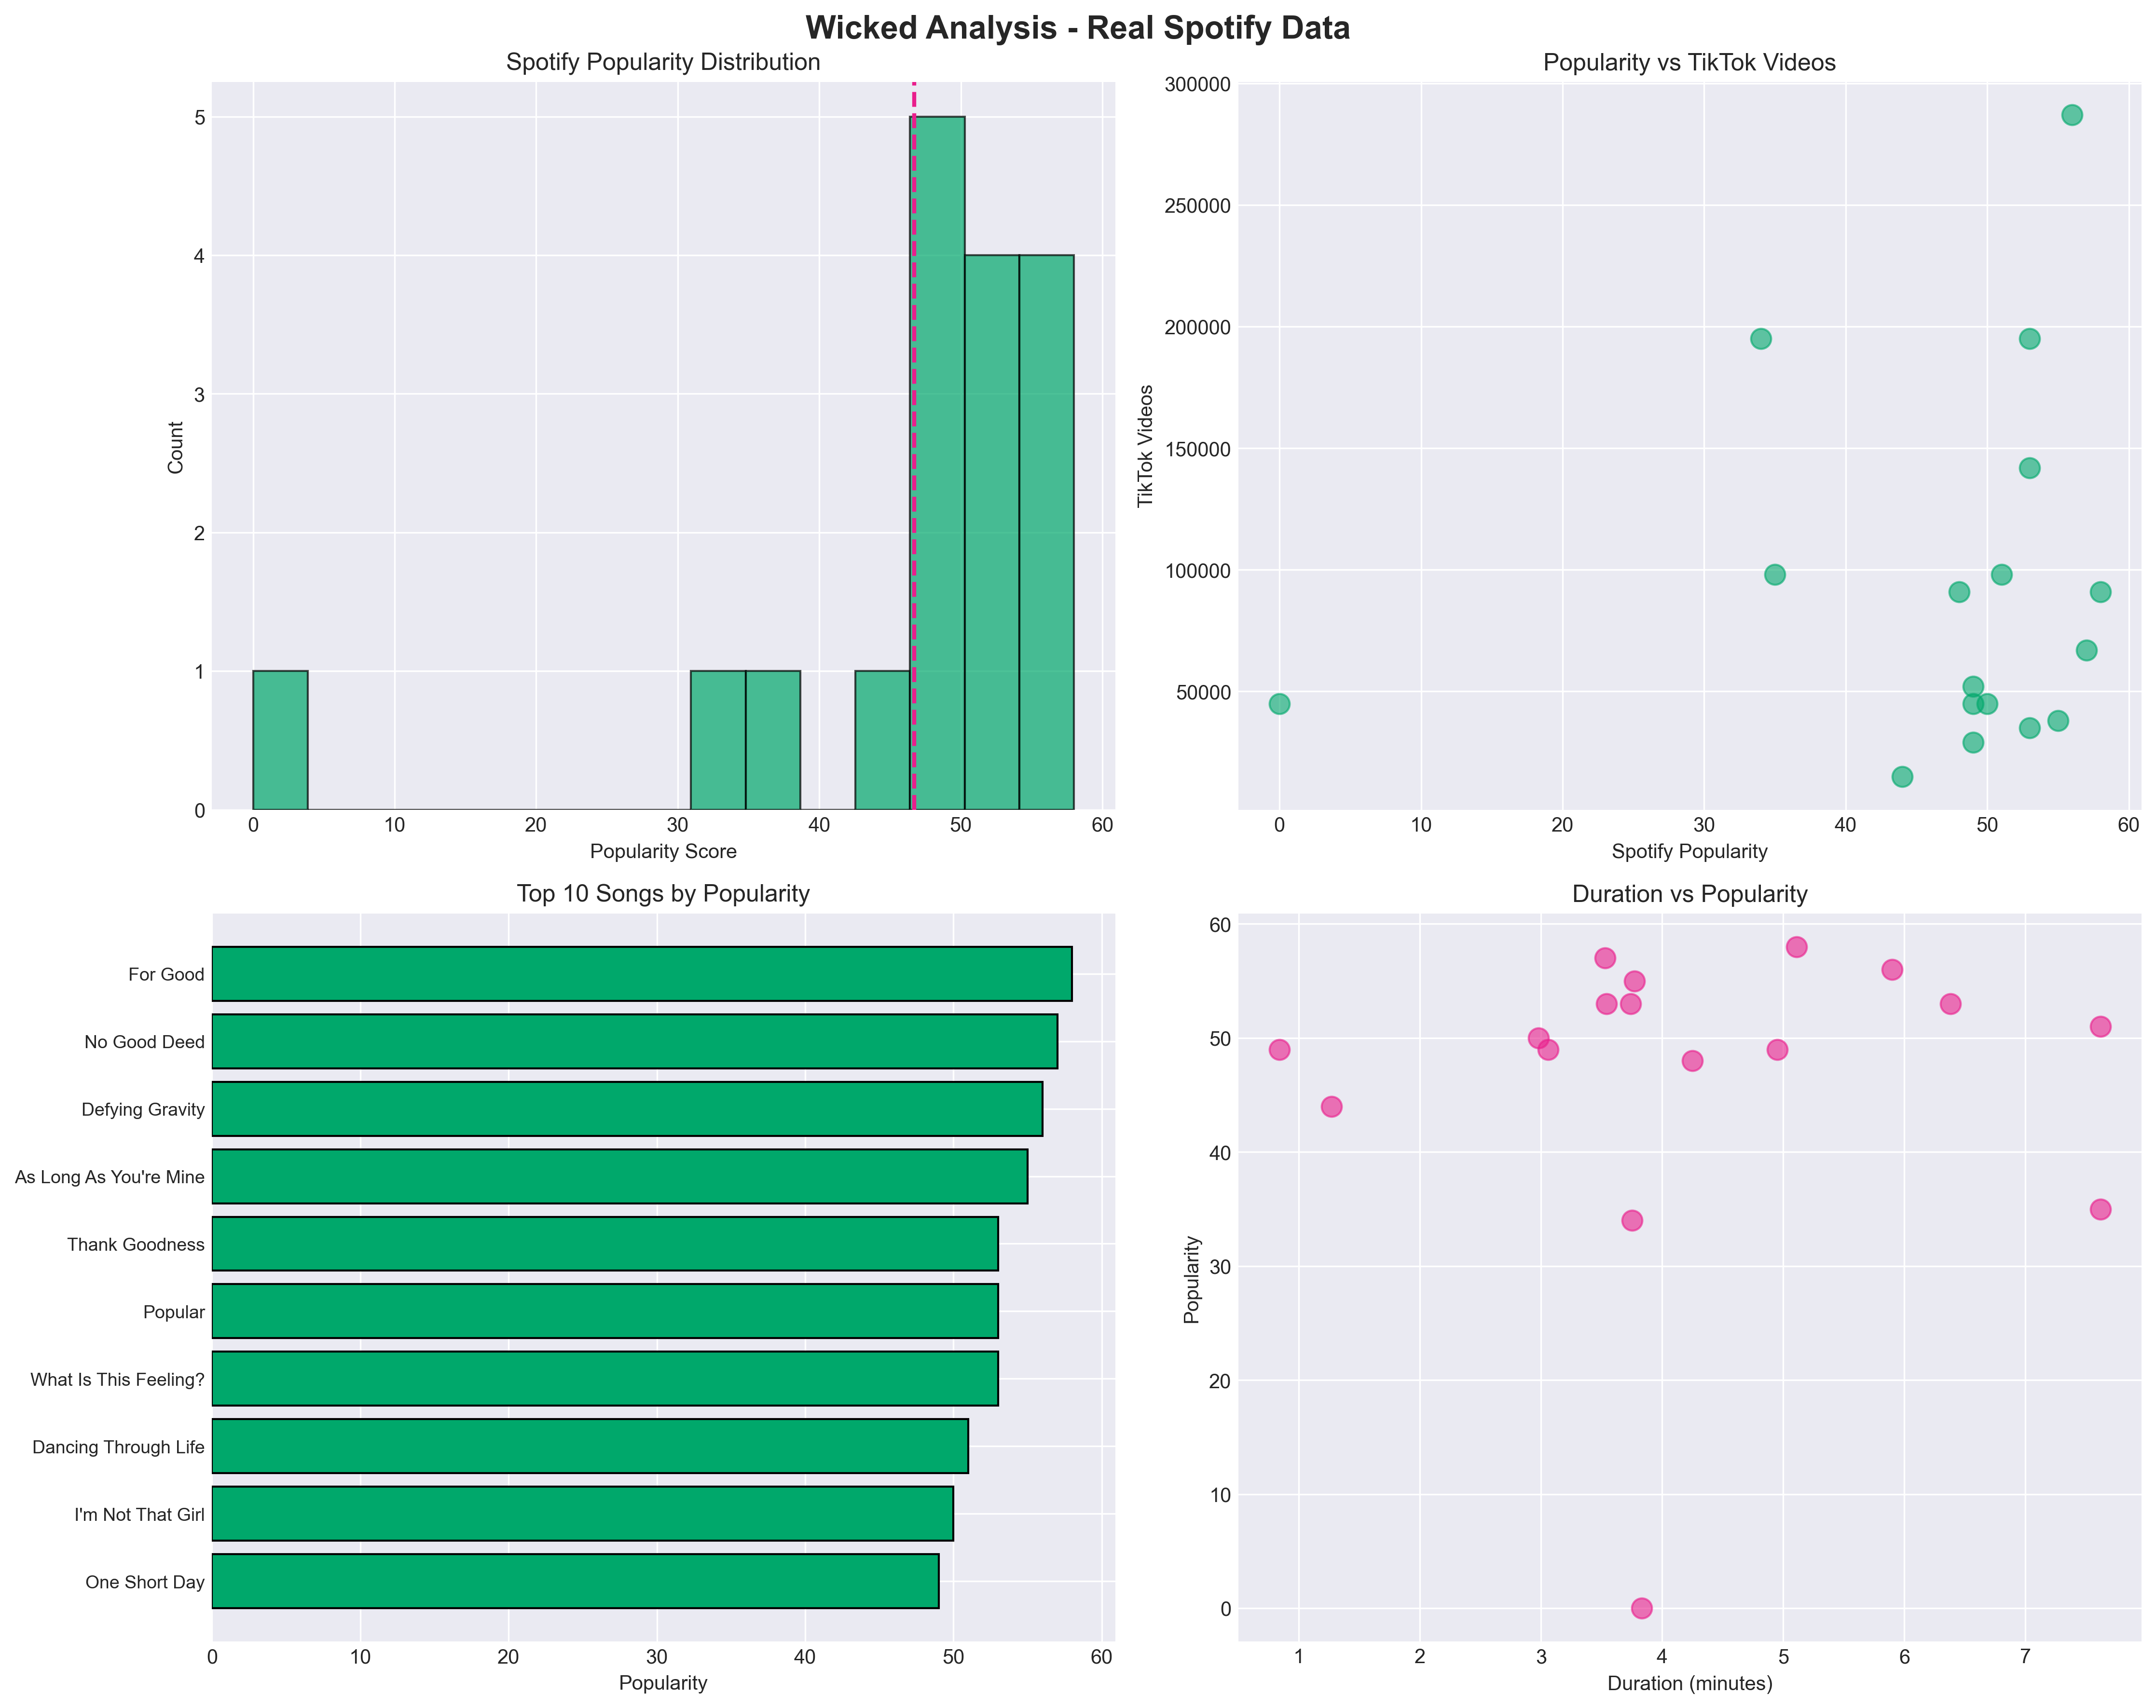 Wicked Analysis - Real Spotify Data
Spotify Popularity Distribution
Count
5
4
3
2
1
0
0 10 20 30 40 50 60
Popularity Score
Popularity vs TikTok Videos
TikTok Videos
300000
250000
200000
150000
100000
50000
0 10 20 30 40 50 60
Spotify Popularity
Top 10 Songs by Popularity
For Good
No Good Deed
Defying Gravity
As Long As You're Mine
Thank Goodness
Popular
What Is This Feeling?
Dancing Through Life
I'm Not That Girl
One Short Day
0 10 20 30 40 50 60
Popularity
Duration vs Popularity
Popularity
60
50
40
30
20
10
0
1 2 3 4 5 6 7
Duration (minutes)